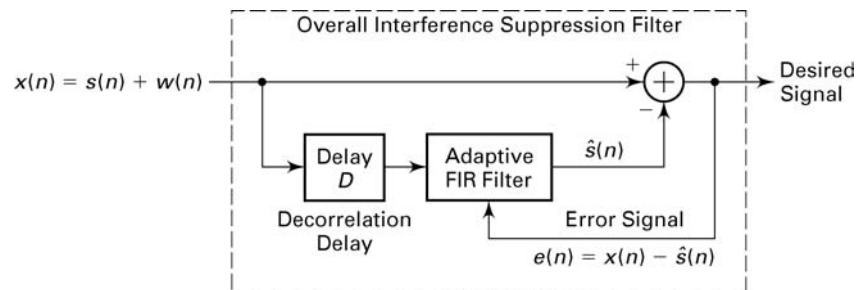 Overall Interference Suppression Filter
x(n) = s(n) + w(n)
+
+
−
Desired
Signal
Delay
D
Adaptive
FIR Filter
ŝ(n)
Decorrelation
Delay
Error Signal
e(n) = x(n) − ŝ(n)